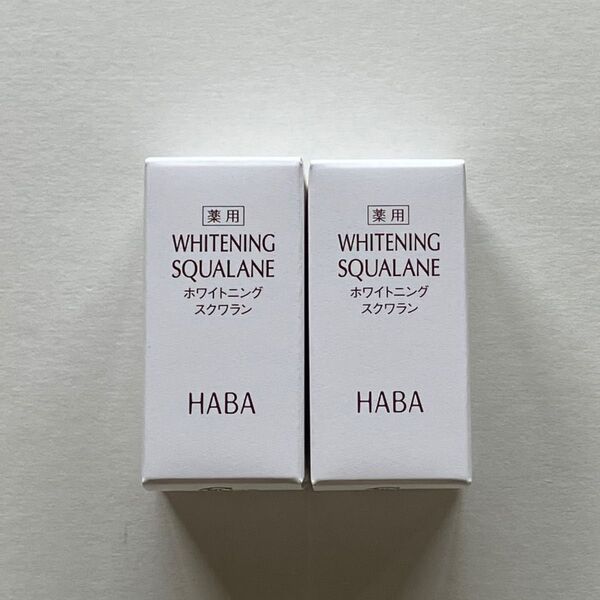 薬用
WHITENING
SQUALANE
ホワイトニング
スクワラン
HABA
薬用
WHITENING
SQUALANE
ホワイトニング
スクワラン
HABA